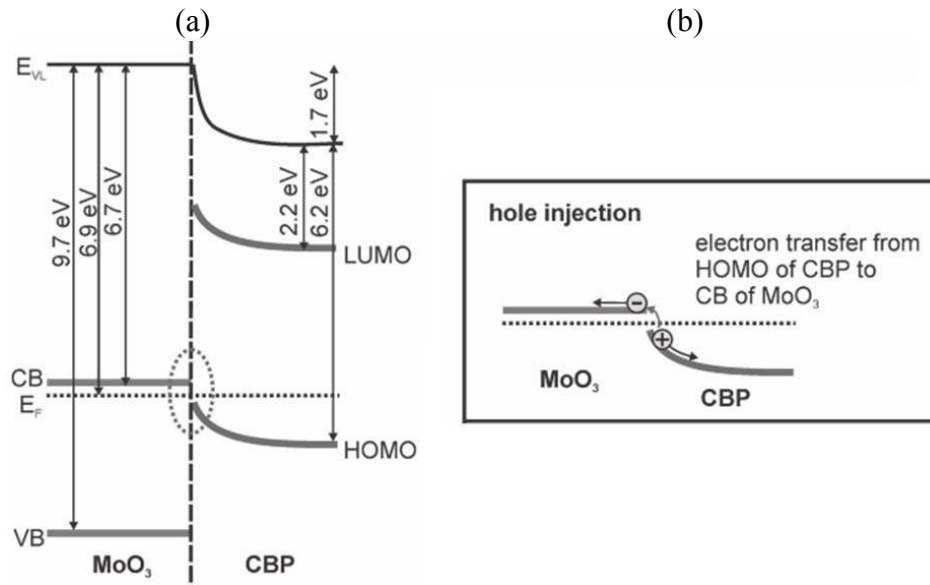 (a)
(b)
E_VL
9.7 eV
6.9 eV
6.7 eV
1.7 eV
2.2 eV
6.2 eV
LUMO
CB
E_F
HOMO
VB
MoO₃
CBP
hole injection
electron transfer from
HOMO of CBP to
CB of MoO₃
−
+
MoO₃
CBP